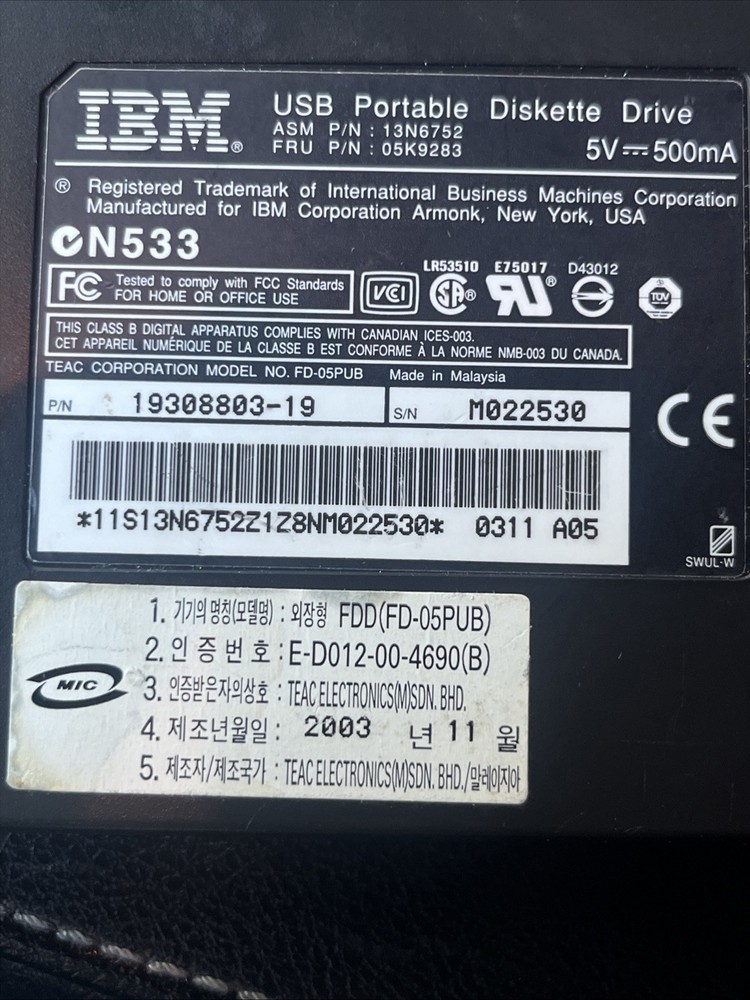 IBM®
USB Portable Diskette Drive
ASM P/N : 13N6752
FRU P/N : 05K9283
5V⎓500mA
® Registered Trademark of International Business Machines Corporation
Manufactured for IBM Corporation Armonk, New York, USA
N533
FC Tested to comply with FCC Standards
FOR HOME OR OFFICE USE
VCI
LR53510 E75017 D43012
SA® ® TÜV
THIS CLASS B DIGITAL APPARATUS COMPLIES WITH CANADIAN ICES-003.
CET APPAREIL NUMÉRIQUE DE LA CLASSE B EST CONFORME À LA NORME NMB-003 DU CANADA.
TEAC CORPORATION MODEL NO. FD-05PUB Made in Malaysia
P/N 19308803-19 S/N M022530
CE
*11S13N6752Z1Z8NM022530* 0311 A05
SWUL-W
MIC
1. 기기의 명칭(모델명) : 외장형 FDD(FD-05PUB)
2. 인 증 번 호 : E-D012-00-4690(B)
3. 인증받은자의상호 : TEAC ELECTRONICS(M)SDN. BHD.
4. 제조년월일 : 2003 년 11 월
5. 제조자/제조국가 : TEAC ELECTRONICS(M)SDN. BHD./말레이지아